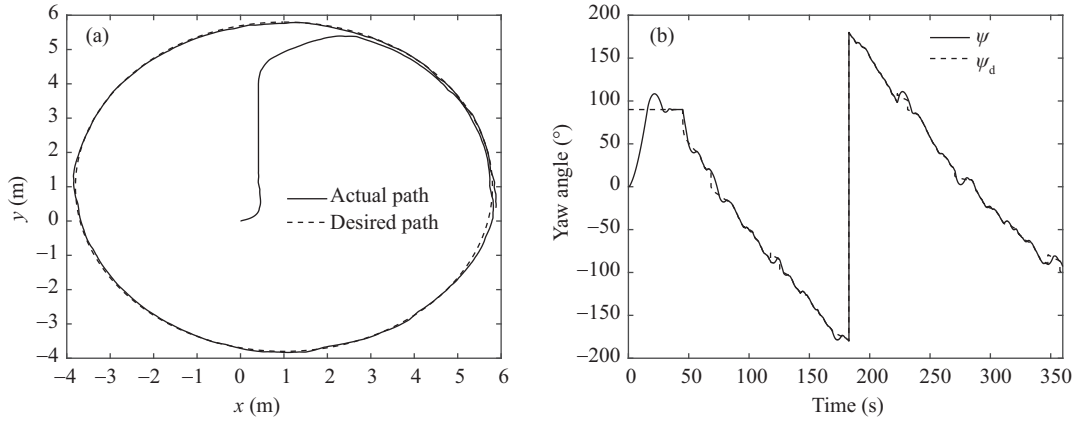 (a)
6
5
4
3
2
1
0
−1
−2
−3
−4
y (m)
Actual path
Desired path
−4 −3 −2 −1 0 1 2 3 4 5 6
x (m)
(b)
200
150
100
50
0
−50
−100
−150
−200
Yaw angle (°)
ψ
ψd
0 50 100 150 200 250 300 350
Time (s)